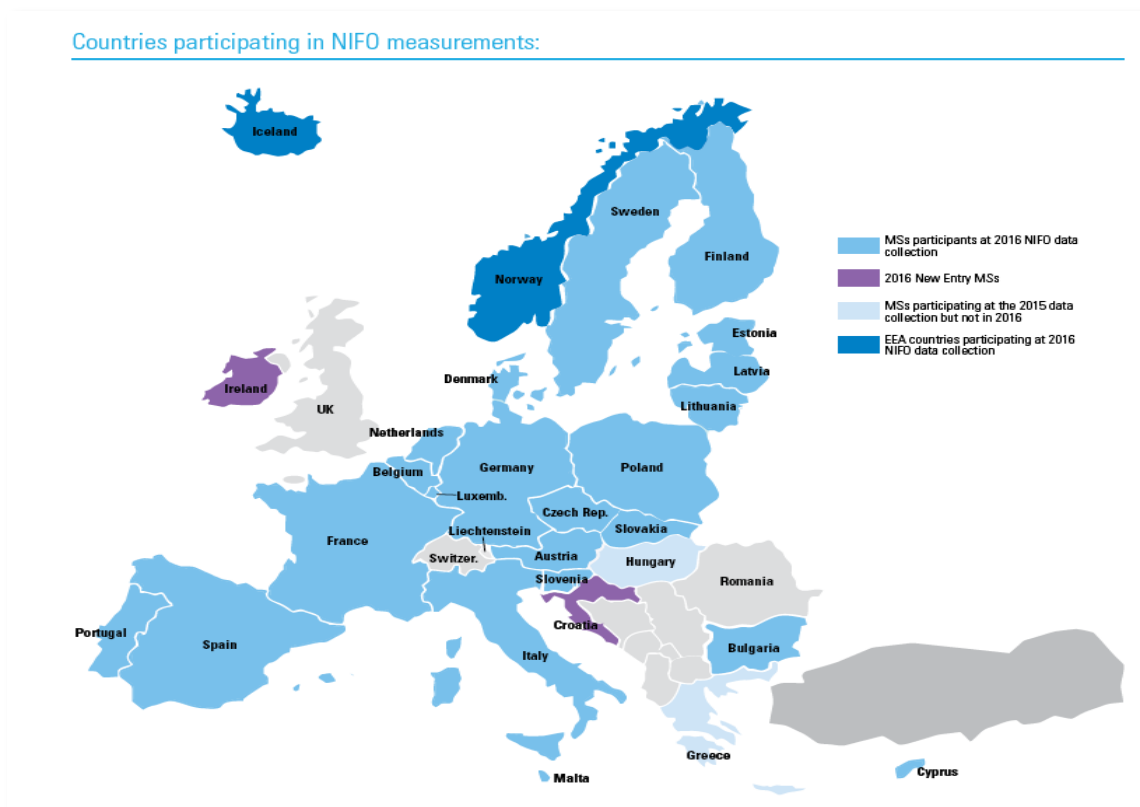 Countries participating in NIFO measurements:
Iceland
Sweden
Finland
Norway
MSs participants at 2016 NIFO data
collection
2016 New Entry MSs
MSs participating at the 2015 data
collection but not in 2016
EEA countries participating at 2016
NIFO data collection
Estonia
Latvia
Lithuania
Denmark
Ireland
UK
Netherlands
Belgium
Germany
Poland
Luxemb.
Czech Rep.
Slovakia
Liechtenstein
France
Switzer.
Austria
Hungary
Slovenia
Romania
Croatia
Portugal
Spain
Italy
Bulgaria
Greece
Malta
Cyprus